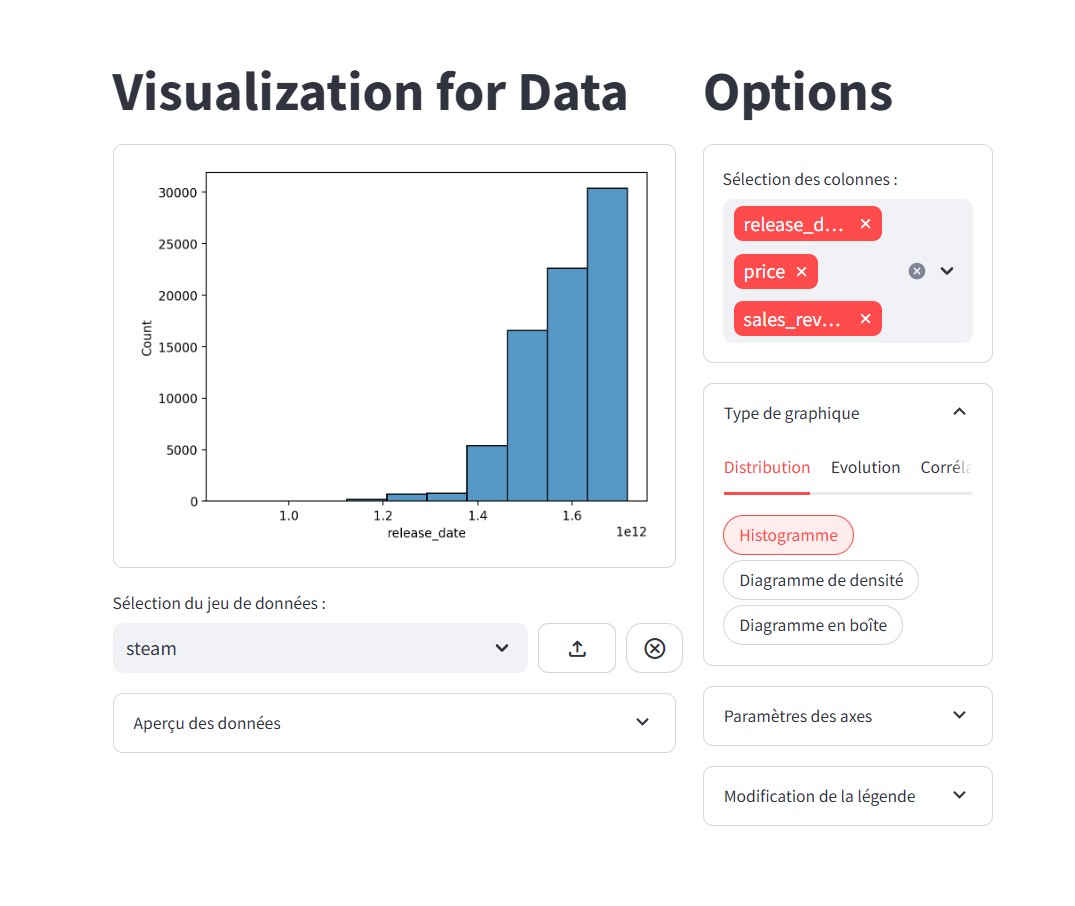 Visualization for Data
30000
25000
20000
15000
10000
5000
0
Count
1.0 1.2 1.4 1.6
release_date
1e12
Sélection du jeu de données :
steam
Aperçu des données
Options
Sélection des colonnes :
release_d... ×
price ×
sales_rev... ×
Type de graphique
Distribution Evolution Corréla
Histogramme
Diagramme de densité
Diagramme en boîte
Paramètres des axes
Modification de la légende